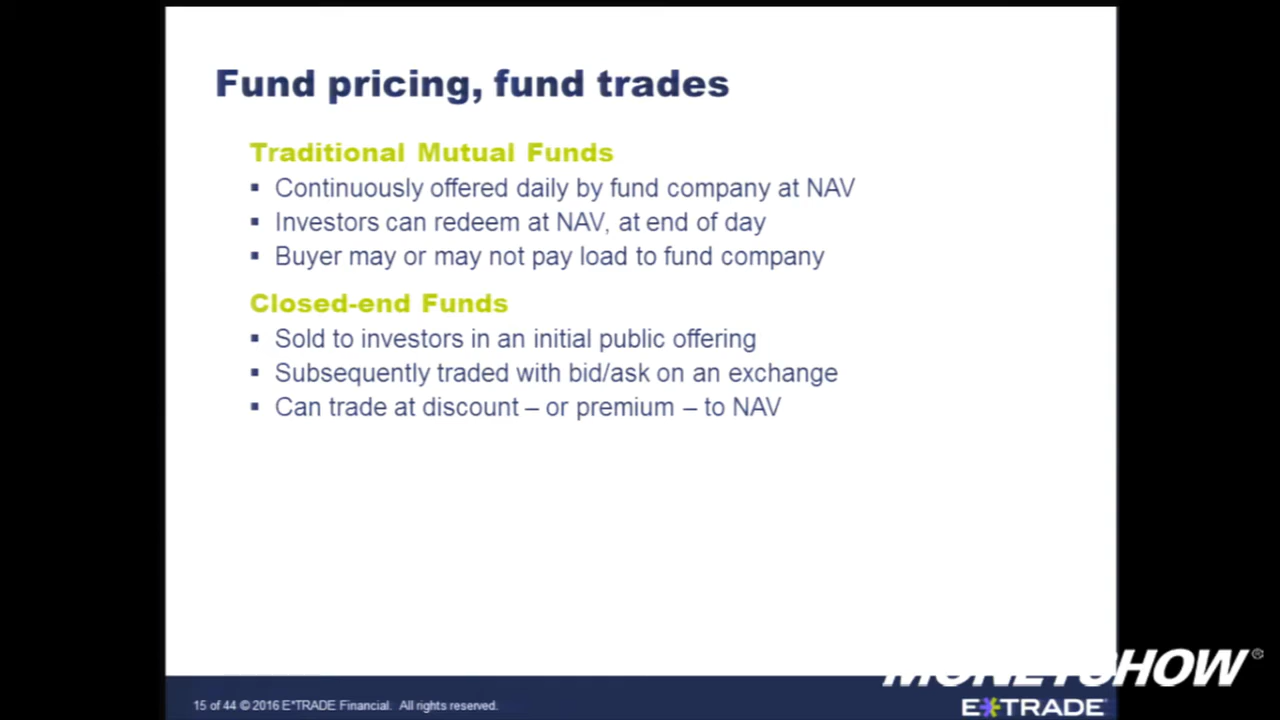 Fund pricing, fund trades
Traditional Mutual Funds
▪ Continuously offered daily by fund company at NAV
▪ Investors can redeem at NAV, at end of day
▪ Buyer may or may not pay load to fund company
Closed-end Funds
▪ Sold to investors in an initial public offering
▪ Subsequently traded with bid/ask on an exchange
▪ Can trade at discount – or premium – to NAV
MONEYSHOW®
15 of 44 © 2016 E*TRADE Financial. All rights reserved.
E*TRADE